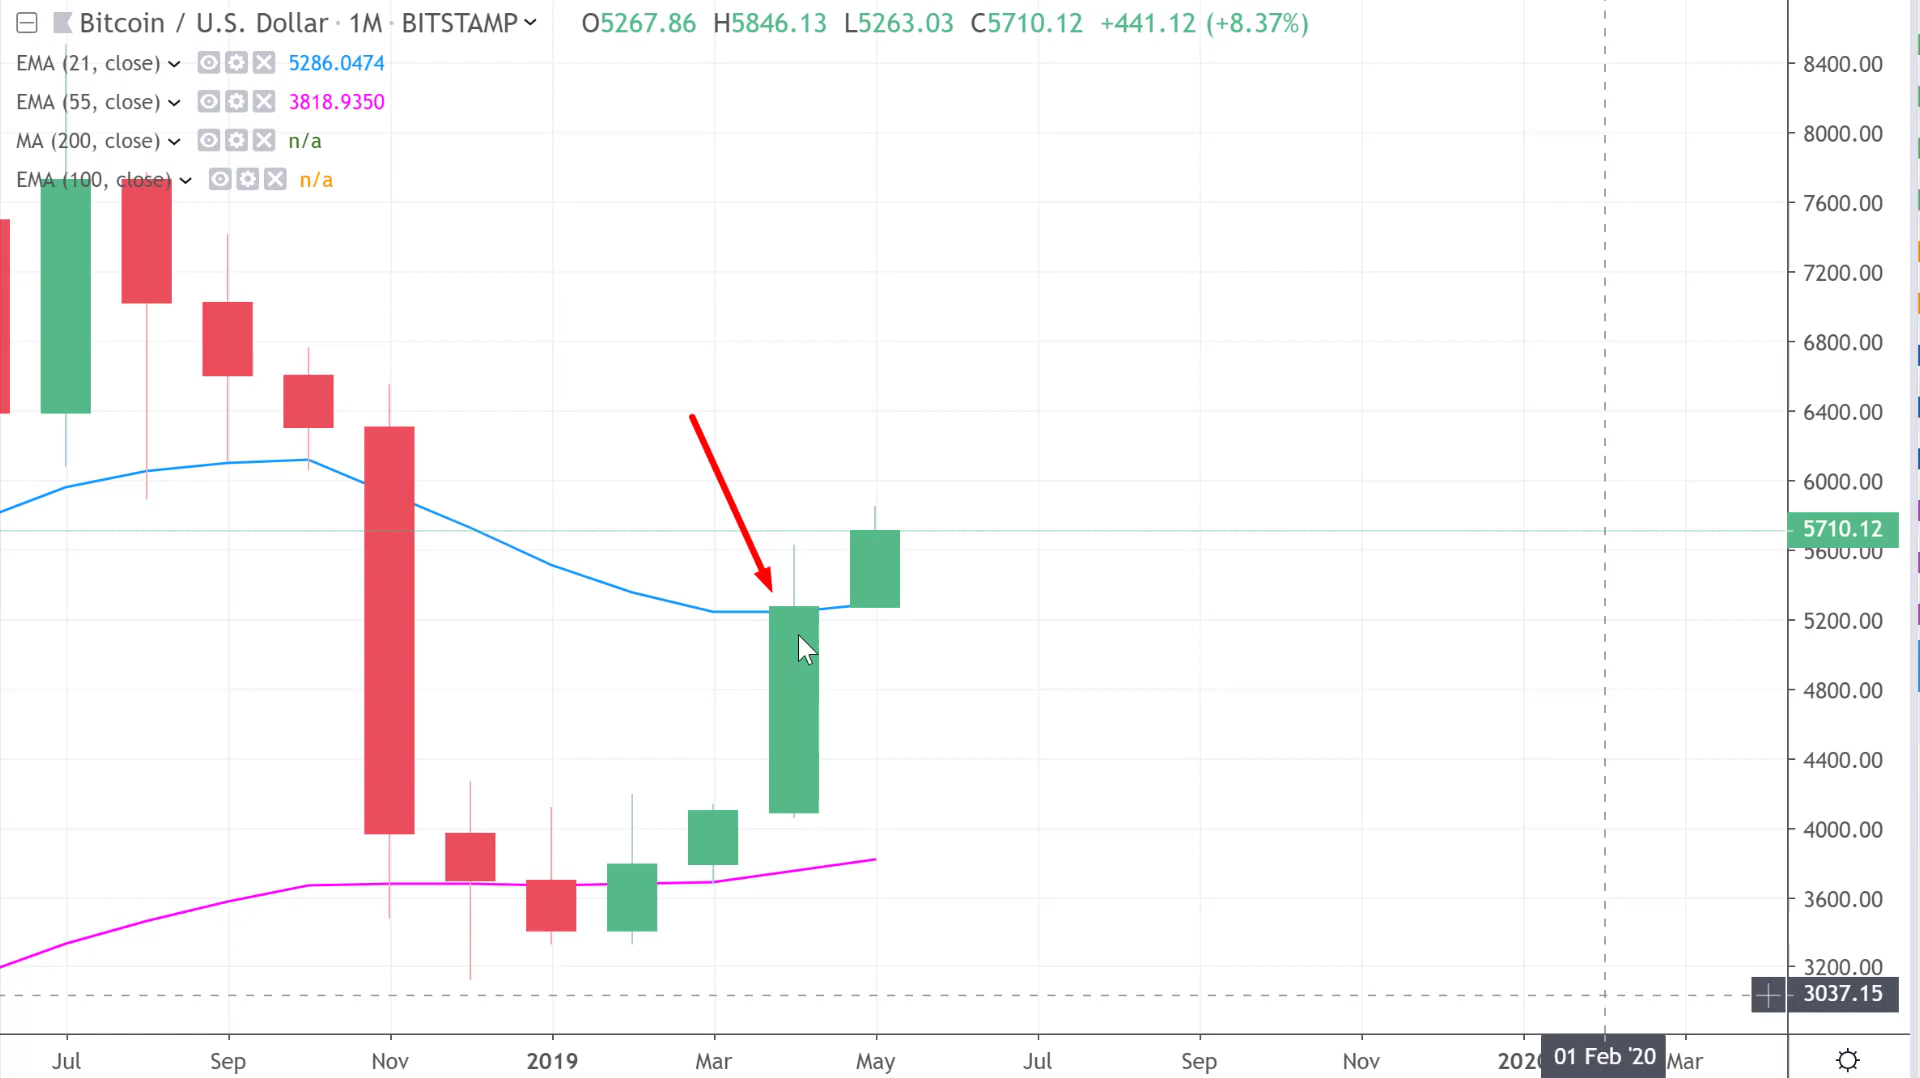 Bitcoin / U.S. Dollar · 1M · BITSTAMP O5267.86 H5846.13 L5263.03 C5710.12 +441.12 (+8.37%)
EMA (21, close) 5286.0474
EMA (55, close) 3818.9350
MA (200, close) n/a
EMA (100, close) n/a
8400.00
8000.00
7600.00
7200.00
6800.00
6400.00
6000.00
5710.12
5600.00
5200.00
4800.00
4400.00
4000.00
3600.00
3200.00
3037.15
Jul Sep Nov 2019 Mar May Jul Sep Nov 2020 01 Feb '20 Mar